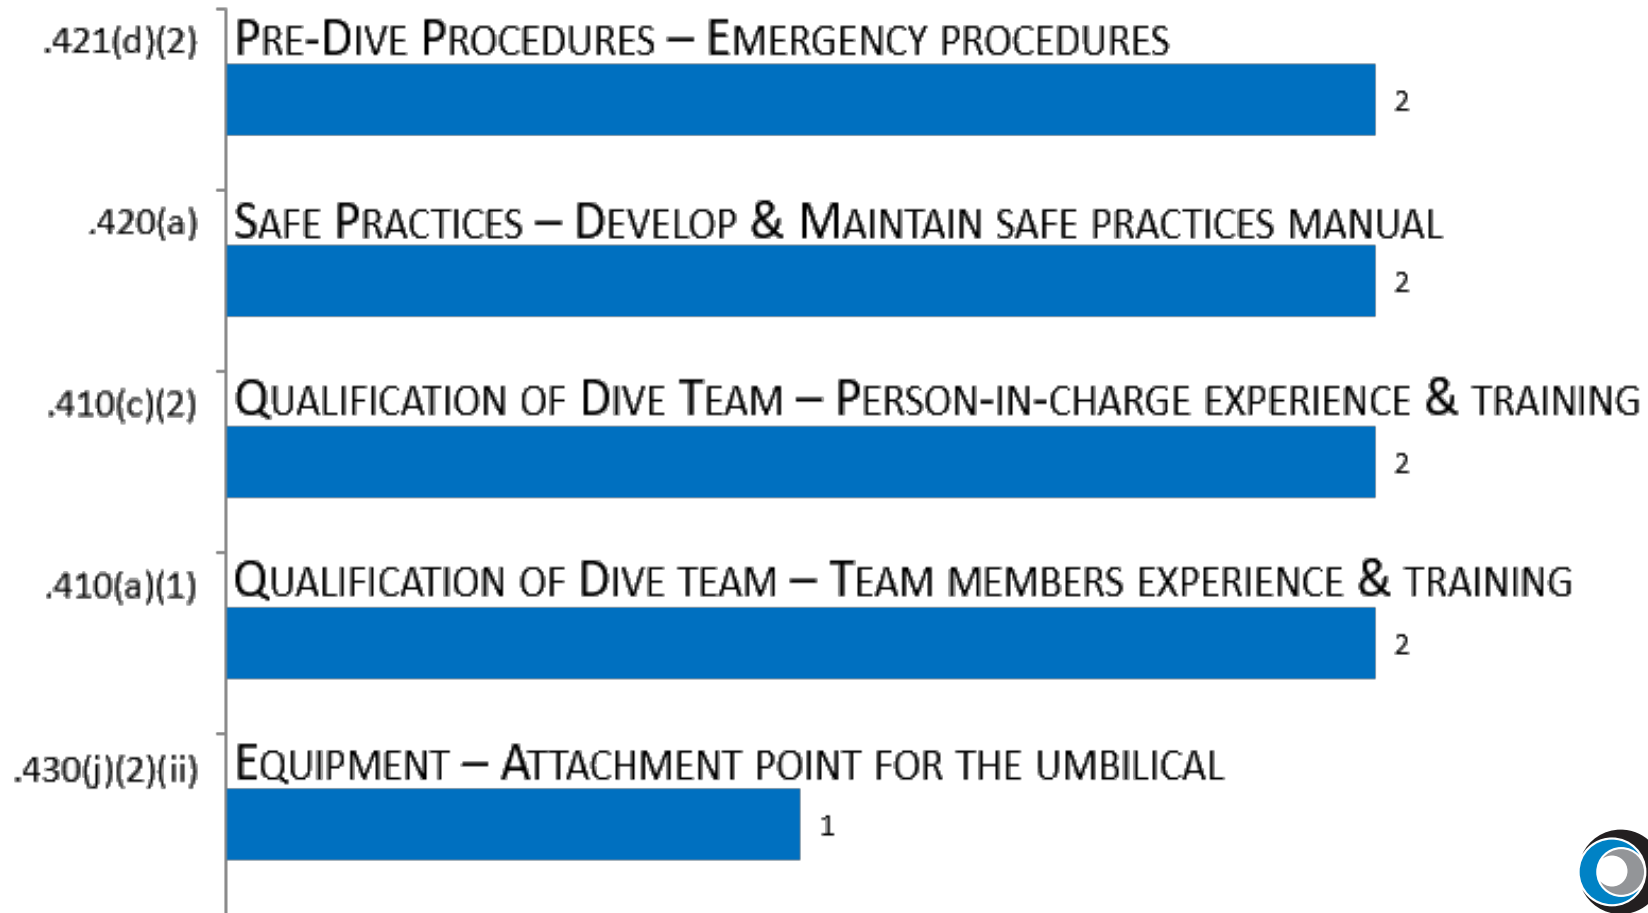 .421(d)(2) PRE-DIVE PROCEDURES – EMERGENCY PROCEDURES
2
.420(a) SAFE PRACTICES – DEVELOP & MAINTAIN SAFE PRACTICES MANUAL
2
.410(c)(2) QUALIFICATION OF DIVE TEAM – PERSON-IN-CHARGE EXPERIENCE & TRAINING
2
.410(a)(1) QUALIFICATION OF DIVE TEAM – TEAM MEMBERS EXPERIENCE & TRAINING
2
.430(j)(2)(ii) EQUIPMENT – ATTACHMENT POINT FOR THE UMBILICAL
1